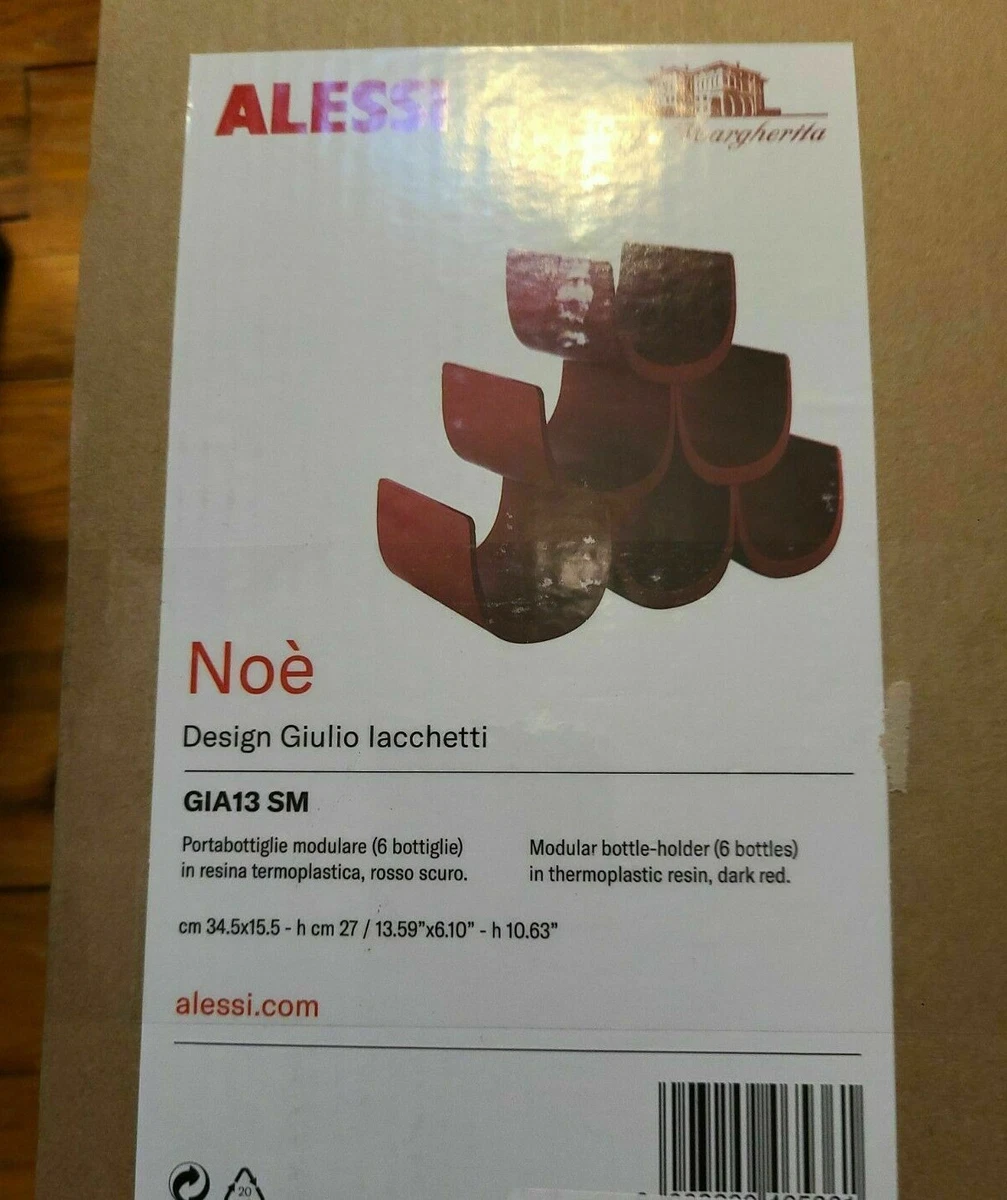 ALESSI
Margherita
Noè
Design Giulio Iacchetti
GIA13 SM
Portabottiglie modulare (6 bottiglie)
in resina termoplastica, rosso scuro.
Modular bottle-holder (6 bottles)
in thermoplastic resin, dark red.
cm 34.5x15.5 - h cm 27 / 13.59”x6.10” - h 10.63”
alessi.com
20